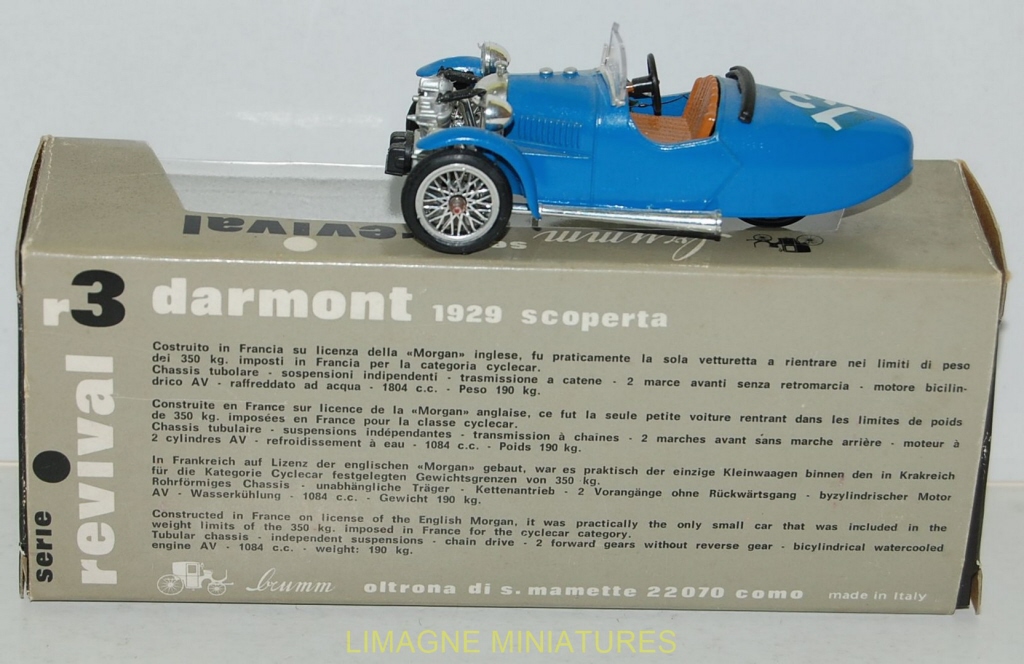 revival
brumm
r3 darmont 1929 scoperta
serie revival
Costruito in Francia su licenza della «Morgan» inglese, fu praticamente la sola vetturetta a rientrare nei limiti di peso
dei 350 kg. imposti in Francia per la categoria cyclecar.
Chassis tubolare - sospensioni indipendenti - trasmissione a catene - 2 marce avanti senza retromarcia - motore bicilin-
drico AV - raffreddato ad acqua - 1804 c.c. - Peso 190 kg.
Construite en France sur licence de la «Morgan» anglaise, ce fut la seule petite voiture rentrant dans les limites de poids
de 350 kg. imposées en France pour la classe cyclecar.
Chassis tubulaire - suspensions indépendantes - transmission à chaines - 2 marches avant sans marche arrière - moteur à
2 cylindres AV - refroidissement à eau - 1084 c.c. - Poids 190 kg.
In Frankreich auf Lizenz der englischen «Morgan» gebaut, war es praktisch der einzige Kleinwaagen binnen den in Krakreich
für die Kategorie Cyclecar festgelegten Gewichtsgrenzen von 350 kg.
Rohrförmiges Chassis - unabhängliche Träger - Kettenantrieb - 2 Vorangänge ohne Rückwärtsgang - byzylindrischer Motor
AV - Wasserkühlung - 1084 c.c. - Gewicht 190 kg.
Constructed in France on license of the English Morgan, it was practically the only small car that was included in the
weight limits of the 350 kg. imposed in France for the cyclecar category.
Tubular chassis - independent suspensions - chain drive - 2 forward gears without reverse gear - bicylindrical watercooled
engine AV - 1084 c.c. - weight: 190 kg.
brumm oltrona di s. mamette 22070 como made in Italy
LIMAGNE MINIATURES